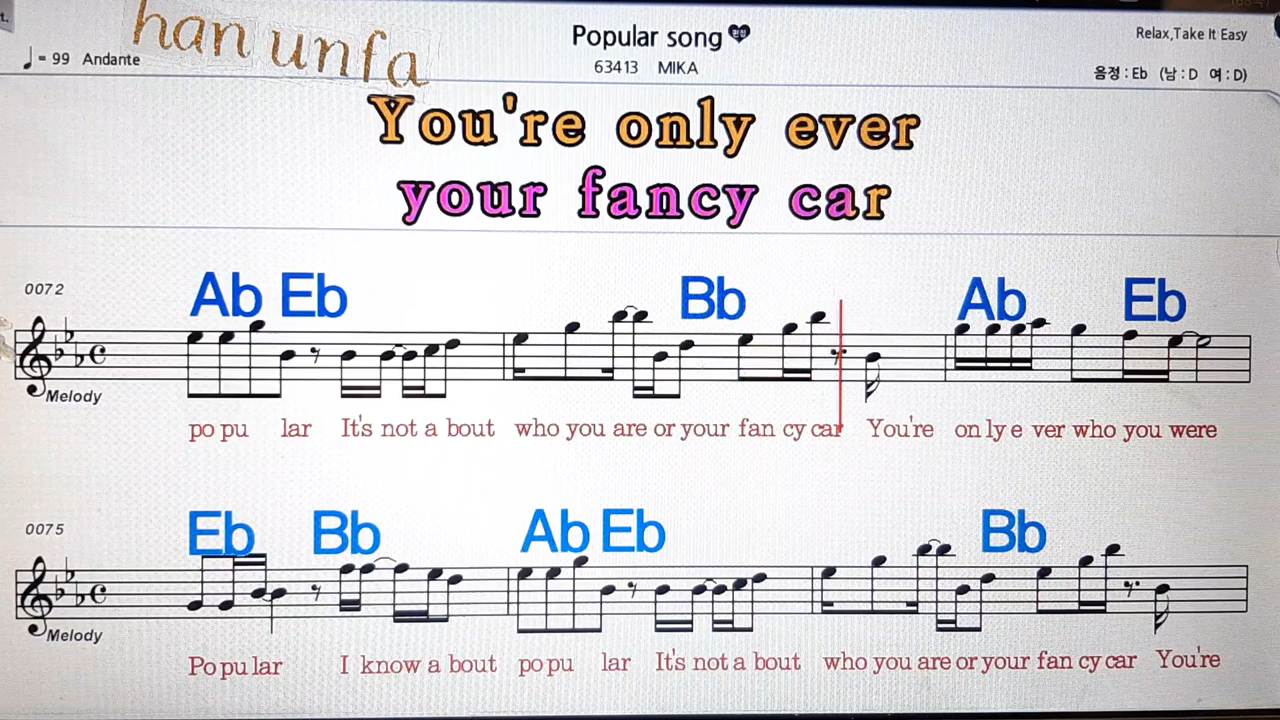 han unfa
♩ = 99 Andante
Popular song
편성
63413 MIKA
Relax,Take It Easy
음정 : Eb (남 : D 여 : D)
You're only ever
your fancy car
0072
Ab Eb Bb Ab Eb
Melody
po pu lar It's not a bout who you are or your fan cy car You're on ly e ver who you were
0075
Eb Bb Ab Eb Bb
Melody
Po pu lar I know a bout po pu lar It's not a bout who you are or your fan cy car You're